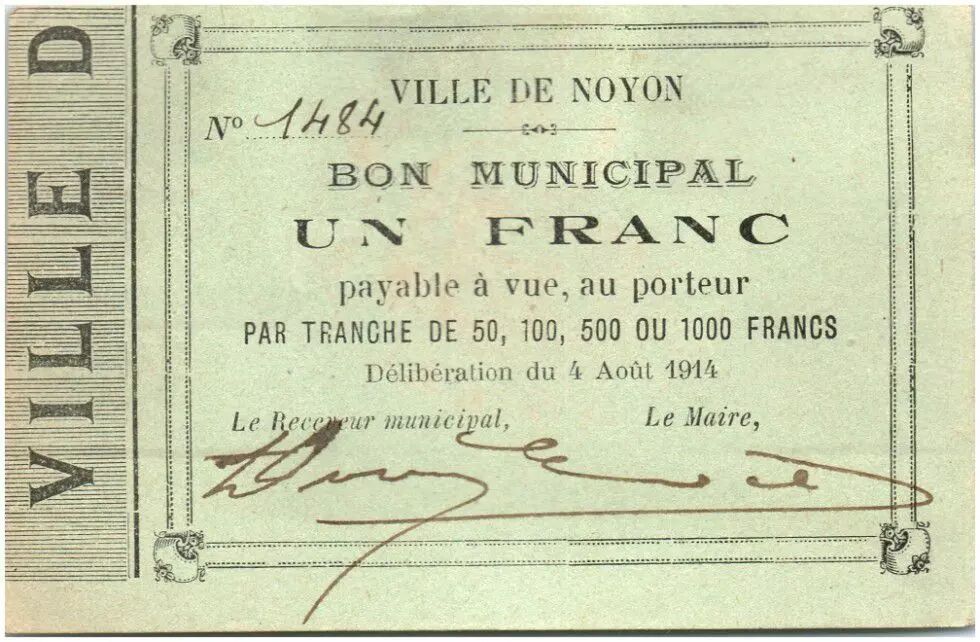 VILLE D
VILLE DE NOYON
Nº 1484
BON MUNICIPAL
UN FRANC
payable à vue, au porteur
PAR TRANCHE DE 50, 100, 500 OU 1000 FRANCS
Délibération du 4 Août 1914
Le Receveur municipal, Le Maire,